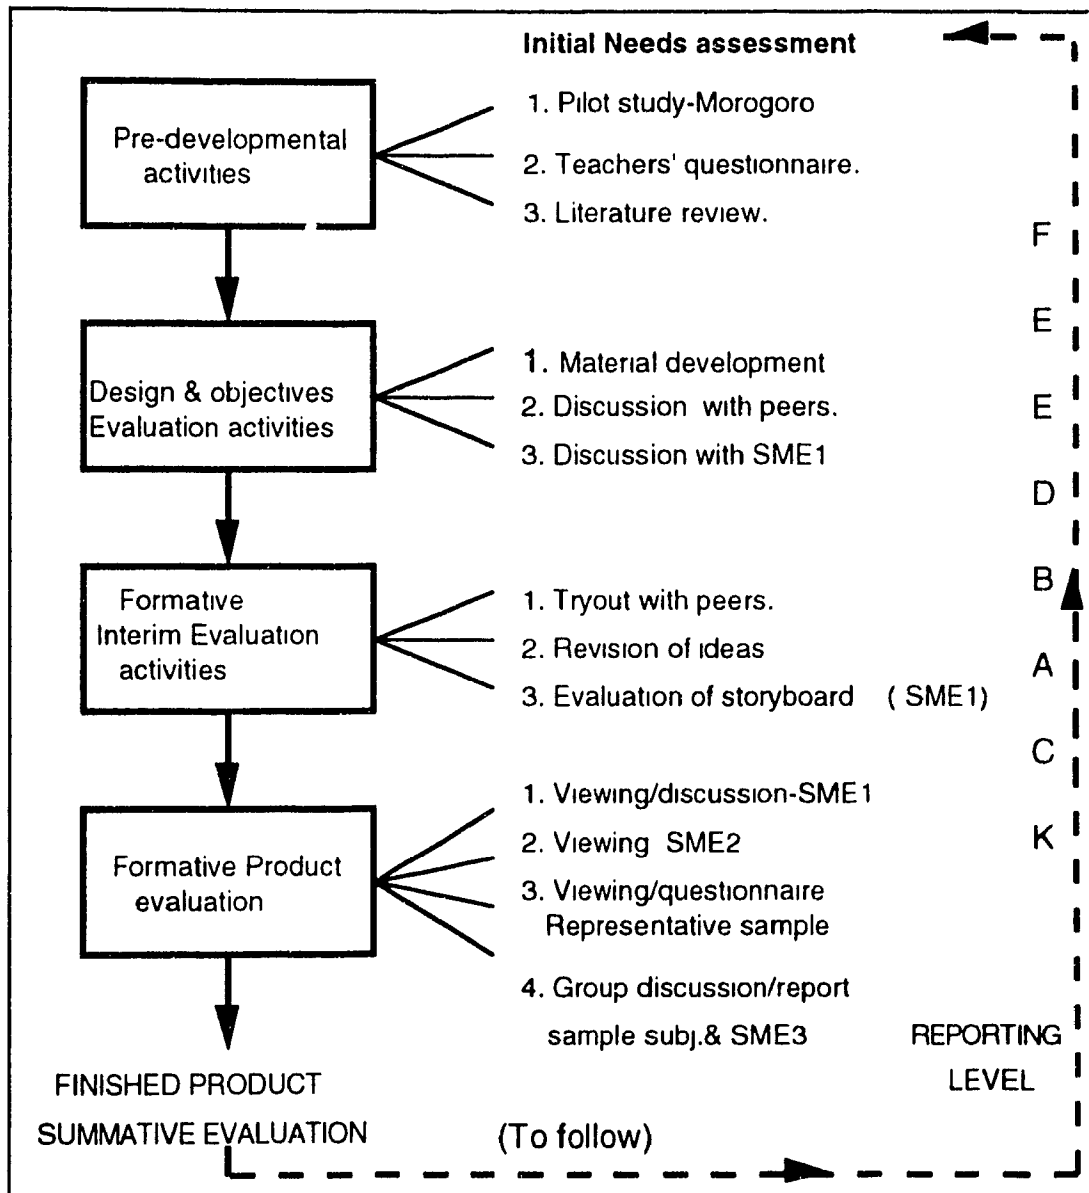 Initial Needs assessment
Pre-developmental
activities
1. Pilot study-Morogoro
2. Teachers' questionnaire.
3. Literature review.
Design & objectives
Evaluation activities
1. Material development
2. Discussion with peers.
3. Discussion with SME1
Formative
Interim Evaluation
activities
1. Tryout with peers.
2. Revision of ideas
3. Evaluation of storyboard ( SME1)
Formative Product
evaluation
1. Viewing/discussion-SME1
2. Viewing SME2
3. Viewing/questionnaire
Representative sample
4. Group discussion/report
sample subj.& SME3
F
E
E
D
B
A
C
K
REPORTING
LEVEL
FINISHED PRODUCT
SUMMATIVE EVALUATION
(To follow)